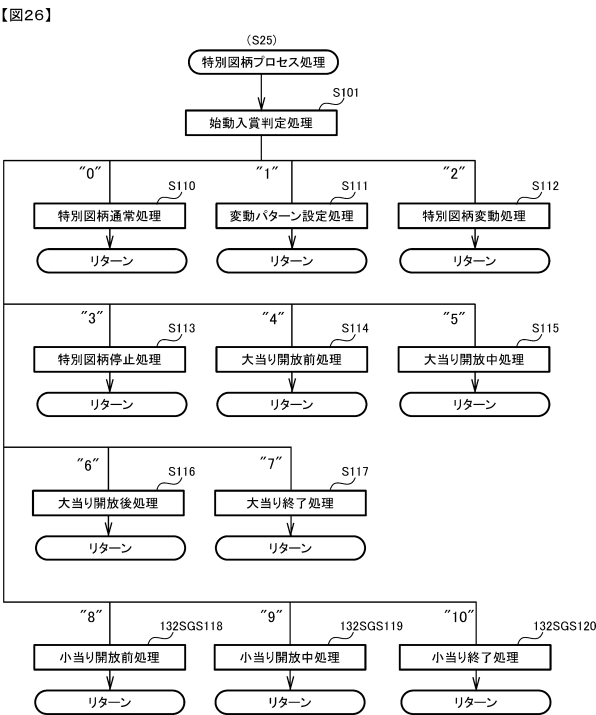 【図26】
(S25)
特別図柄プロセス処理
S101
始動入賞判定処理
"0" "1" "2"
S110 S111 S112
特別図柄通常処理 変動パターン設定処理 特別図柄変動処理
リターン リターン リターン
"3" "4" "5"
S113 S114 S115
特別図柄停止処理 大当り開放前処理 大当り開放中処理
リターン リターン リターン
"6" "7"
S116 S117
大当り開放後処理 大当り終了処理
リターン リターン
"8" "9" "10"
132SGS118 132SGS119 132SGS120
小当り開放前処理 小当り開放中処理 小当り終了処理
リターン リターン リターン